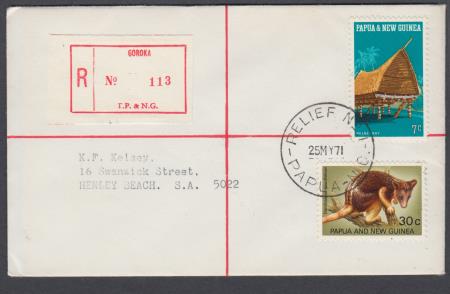 GOROKA
R No 113
T.P. & N.G.
PAPUA & NEW GUINEA
7c
RELIEF No
25MY71
PAPUA-N.G.
K.F. Kelsey.
16 Swanwick Street,
HENLEY BEACH. S.A. 5022
30c
PAPUA AND NEW GUINEA